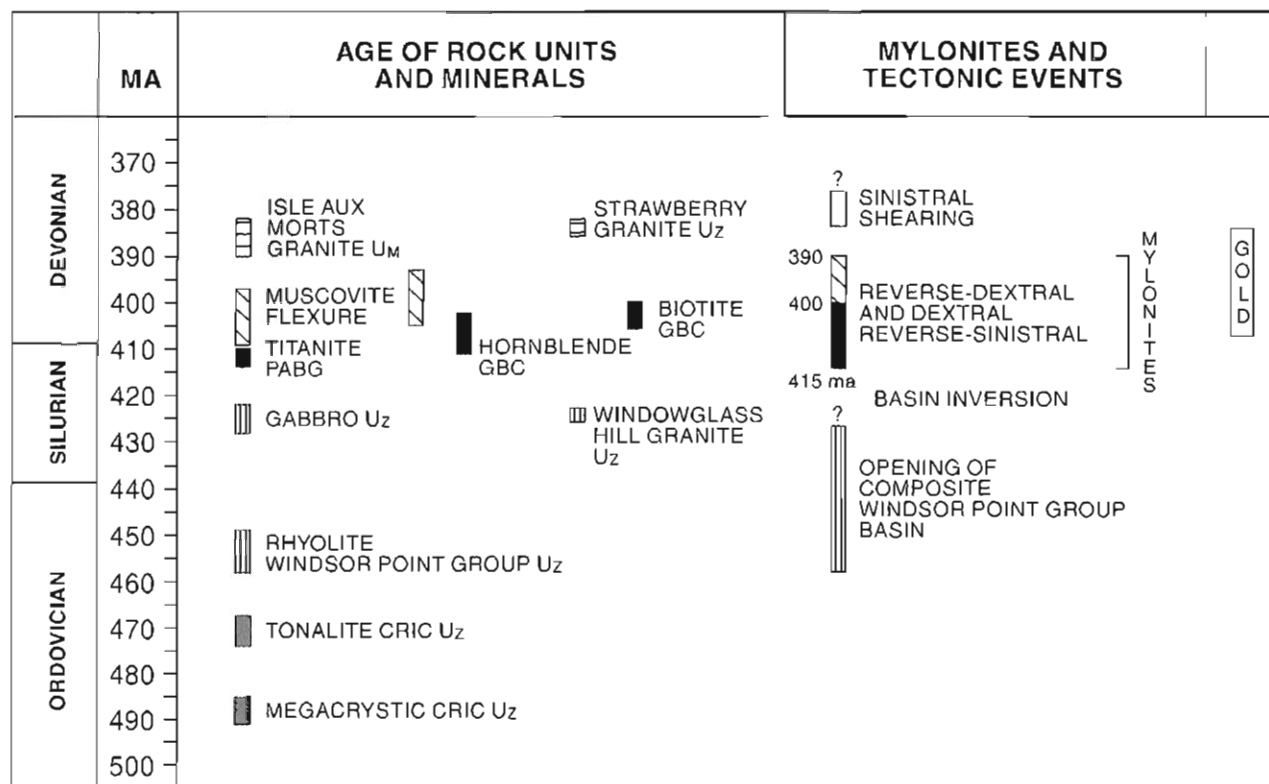 MA
AGE OF ROCK UNITS
AND MINERALS
MYLONITES AND
TECTONIC EVENTS
DEVONIAN
SILURIAN
ORDOVICIAN
370
380
390
400
410
420
430
440
450
460
470
480
490
500
ISLE AUX
MORTS
GRANITE UM
STRAWBERRY
GRANITE Uz
MUSCOVITE
FLEXURE
BIOTITE
GBC
TITANITE
PABG
HORNBLENDE
GBC
GABBRO Uz
WINDOWGLASS
HILL GRANITE
Uz
RHYOLITE
WINDSOR POINT GROUP Uz
TONALITE CRIC Uz
MEGACRYSTIC CRIC Uz
?
SINISTRAL
SHEARING
390
400
415 ma
REVERSE-DEXTRAL
AND DEXTRAL
REVERSE-SINISTRAL
MYLONITES
BASIN INVERSION
?
OPENING OF
COMPOSITE
WINDSOR POINT GROUP
BASIN
GOLD